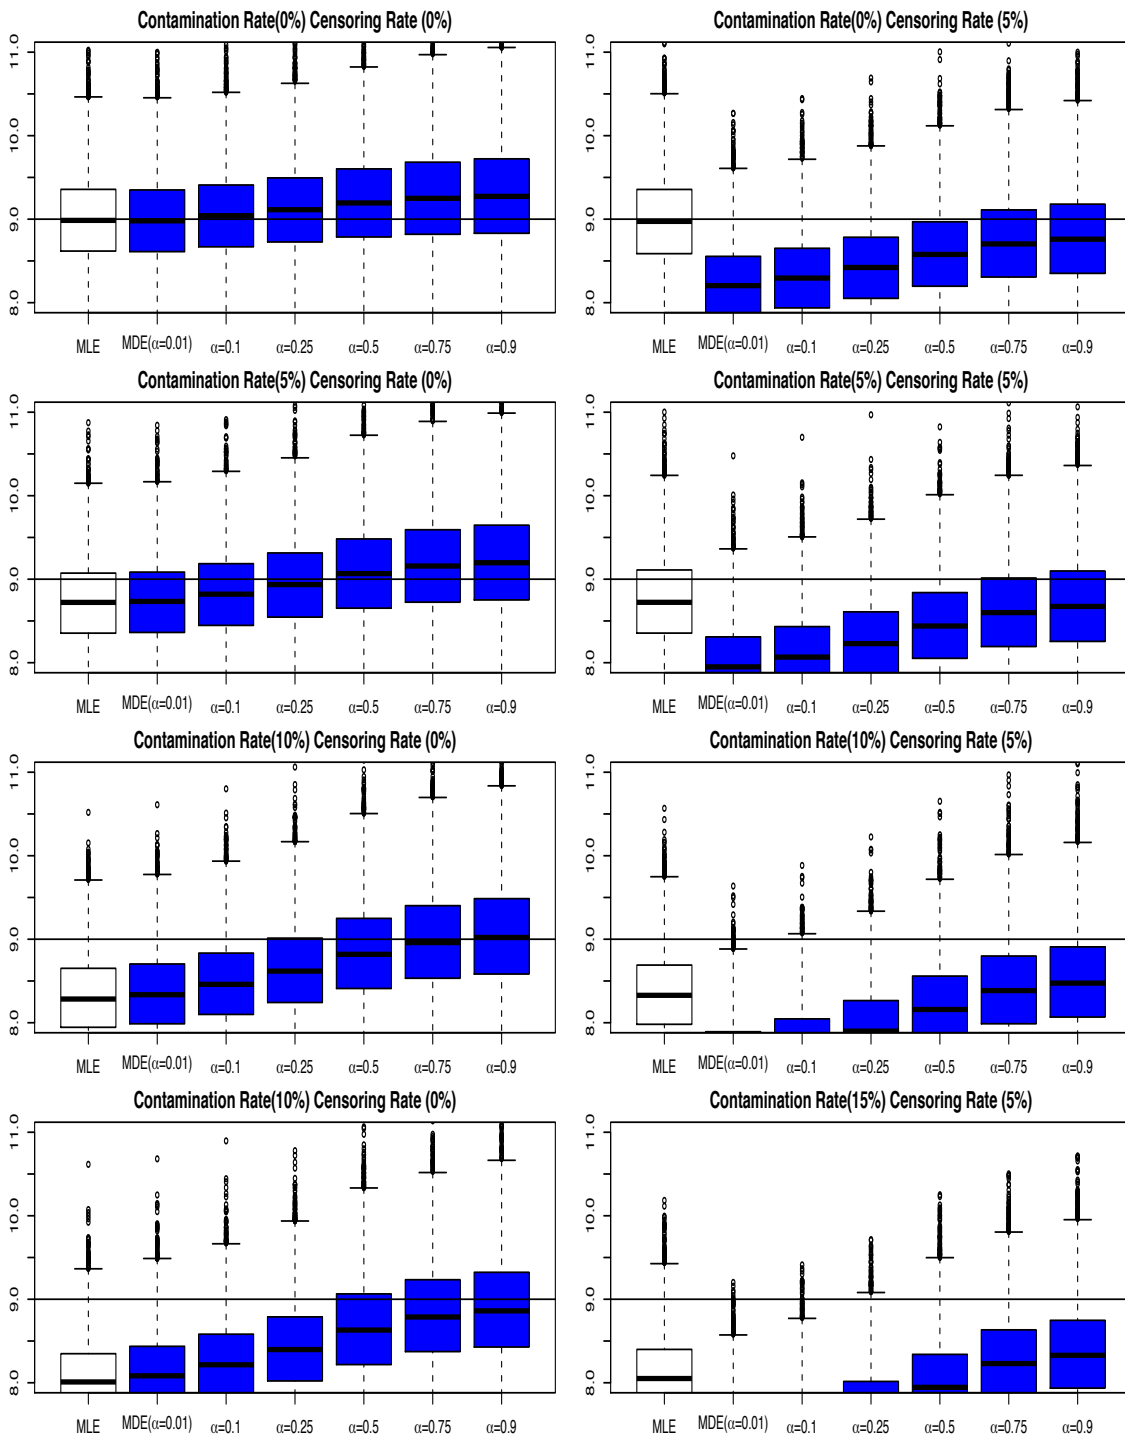 Contamination Rate(0%) Censoring Rate (0%)
11.0
10.0
9.0
8.0
MLE MDE(α=0.01) α=0.1 α=0.25 α=0.5 α=0.75 α=0.9
Contamination Rate(0%) Censoring Rate (5%)
11.0
10.0
9.0
8.0
MLE MDE(α=0.01) α=0.1 α=0.25 α=0.5 α=0.75 α=0.9
Contamination Rate(5%) Censoring Rate (0%)
11.0
10.0
9.0
8.0
MLE MDE(α=0.01) α=0.1 α=0.25 α=0.5 α=0.75 α=0.9
Contamination Rate(5%) Censoring Rate (5%)
11.0
10.0
9.0
8.0
MLE MDE(α=0.01) α=0.1 α=0.25 α=0.5 α=0.75 α=0.9
Contamination Rate(10%) Censoring Rate (0%)
11.0
10.0
9.0
8.0
MLE MDE(α=0.01) α=0.1 α=0.25 α=0.5 α=0.75 α=0.9
Contamination Rate(10%) Censoring Rate (5%)
11.0
10.0
9.0
8.0
MLE MDE(α=0.01) α=0.1 α=0.25 α=0.5 α=0.75 α=0.9
Contamination Rate(10%) Censoring Rate (0%)
11.0
10.0
9.0
8.0
MLE MDE(α=0.01) α=0.1 α=0.25 α=0.5 α=0.75 α=0.9
Contamination Rate(15%) Censoring Rate (5%)
11.0
10.0
9.0
8.0
MLE MDE(α=0.01) α=0.1 α=0.25 α=0.5 α=0.75 α=0.9